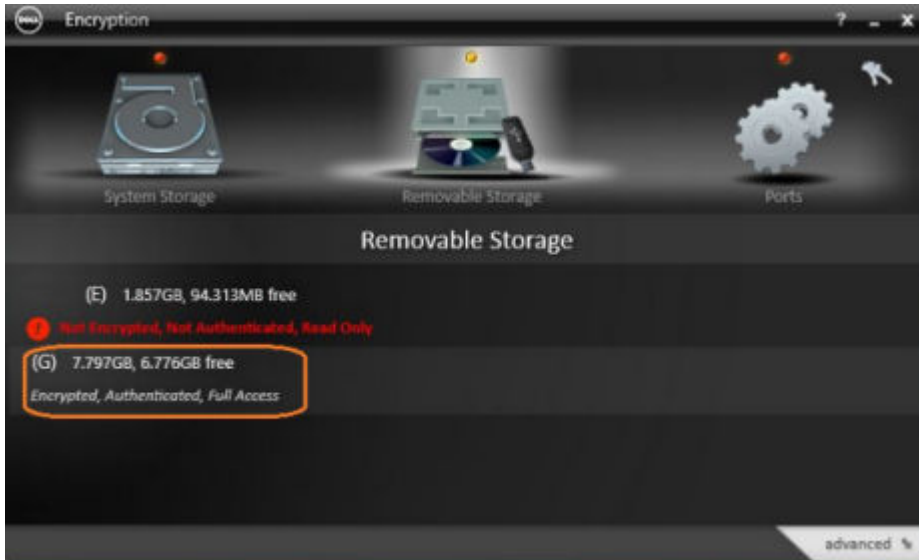 DELL Encryption ? _ x
System Storage Removable Storage Ports
Removable Storage
(E) 1.857GB, 94.313MB free
! Not Encrypted, Not Authenticated, Read Only
(G) 7.797GB, 6.776GB free
Encrypted, Authenticated, Full Access
advanced